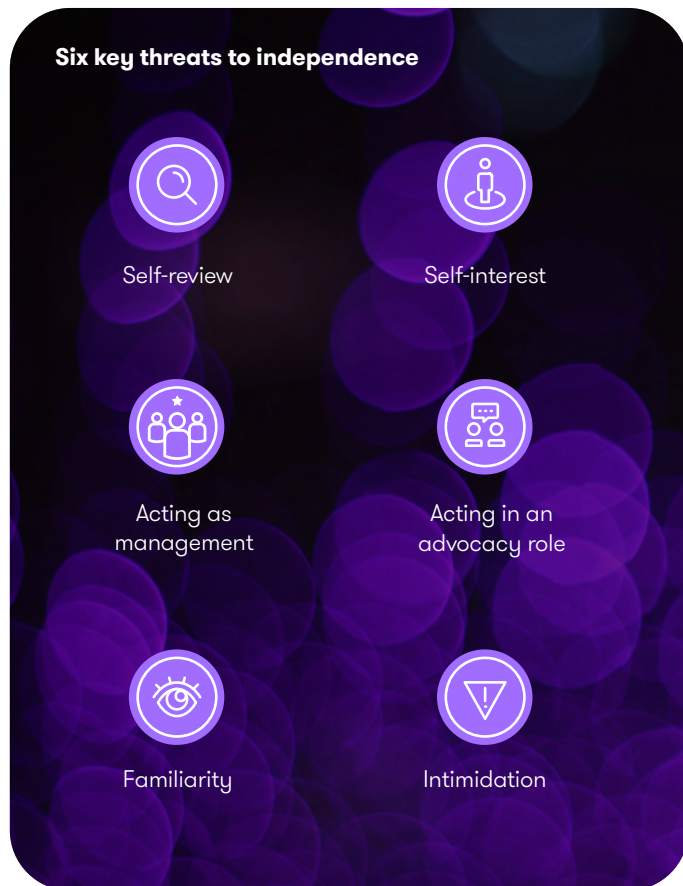 Six key threats to independence
Self-review
Self-interest
Acting as
management
Acting in an
advocacy role
Familiarity
Intimidation